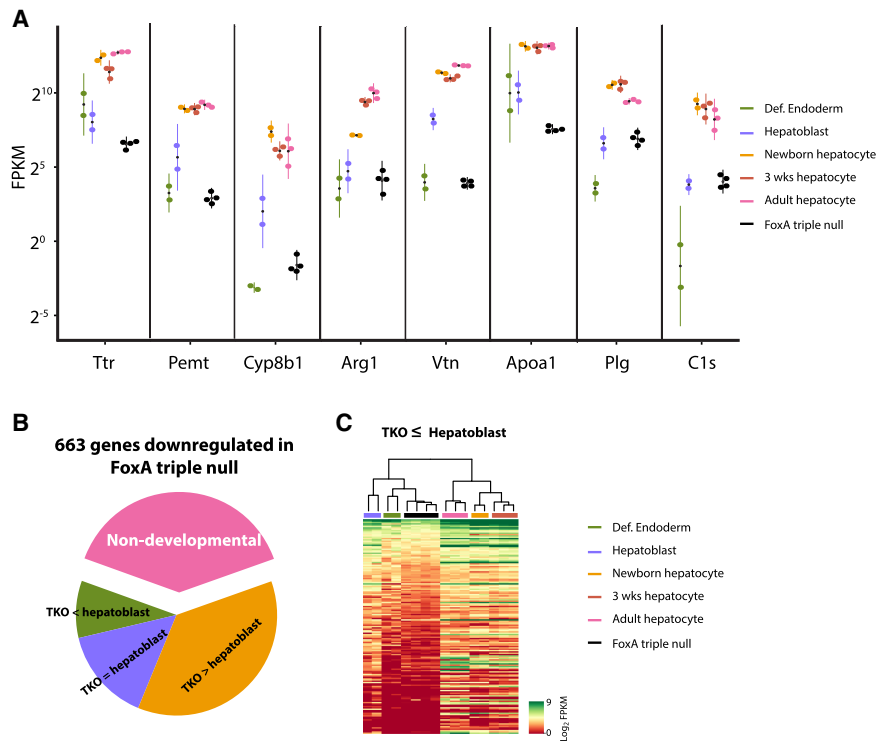 A
FPKM
2^10
2^5
2^0
2^-5
Ttr
Pemt
Cyp8b1
Arg1
Vtn
Apoa1
Plg
C1s
Def. Endoderm
Hepatoblast
Newborn hepatocyte
3 wks hepatocyte
Adult hepatocyte
FoxA triple null
B
663 genes downregulated in
FoxA triple null
Non-developmental
TKO < hepatoblast
TKO = hepatoblast
TKO > hepatoblast
C
TKO ≤ Hepatoblast
9
0
Log₂ FPKM
Def. Endoderm
Hepatoblast
Newborn hepatocyte
3 wks hepatocyte
Adult hepatocyte
FoxA triple null